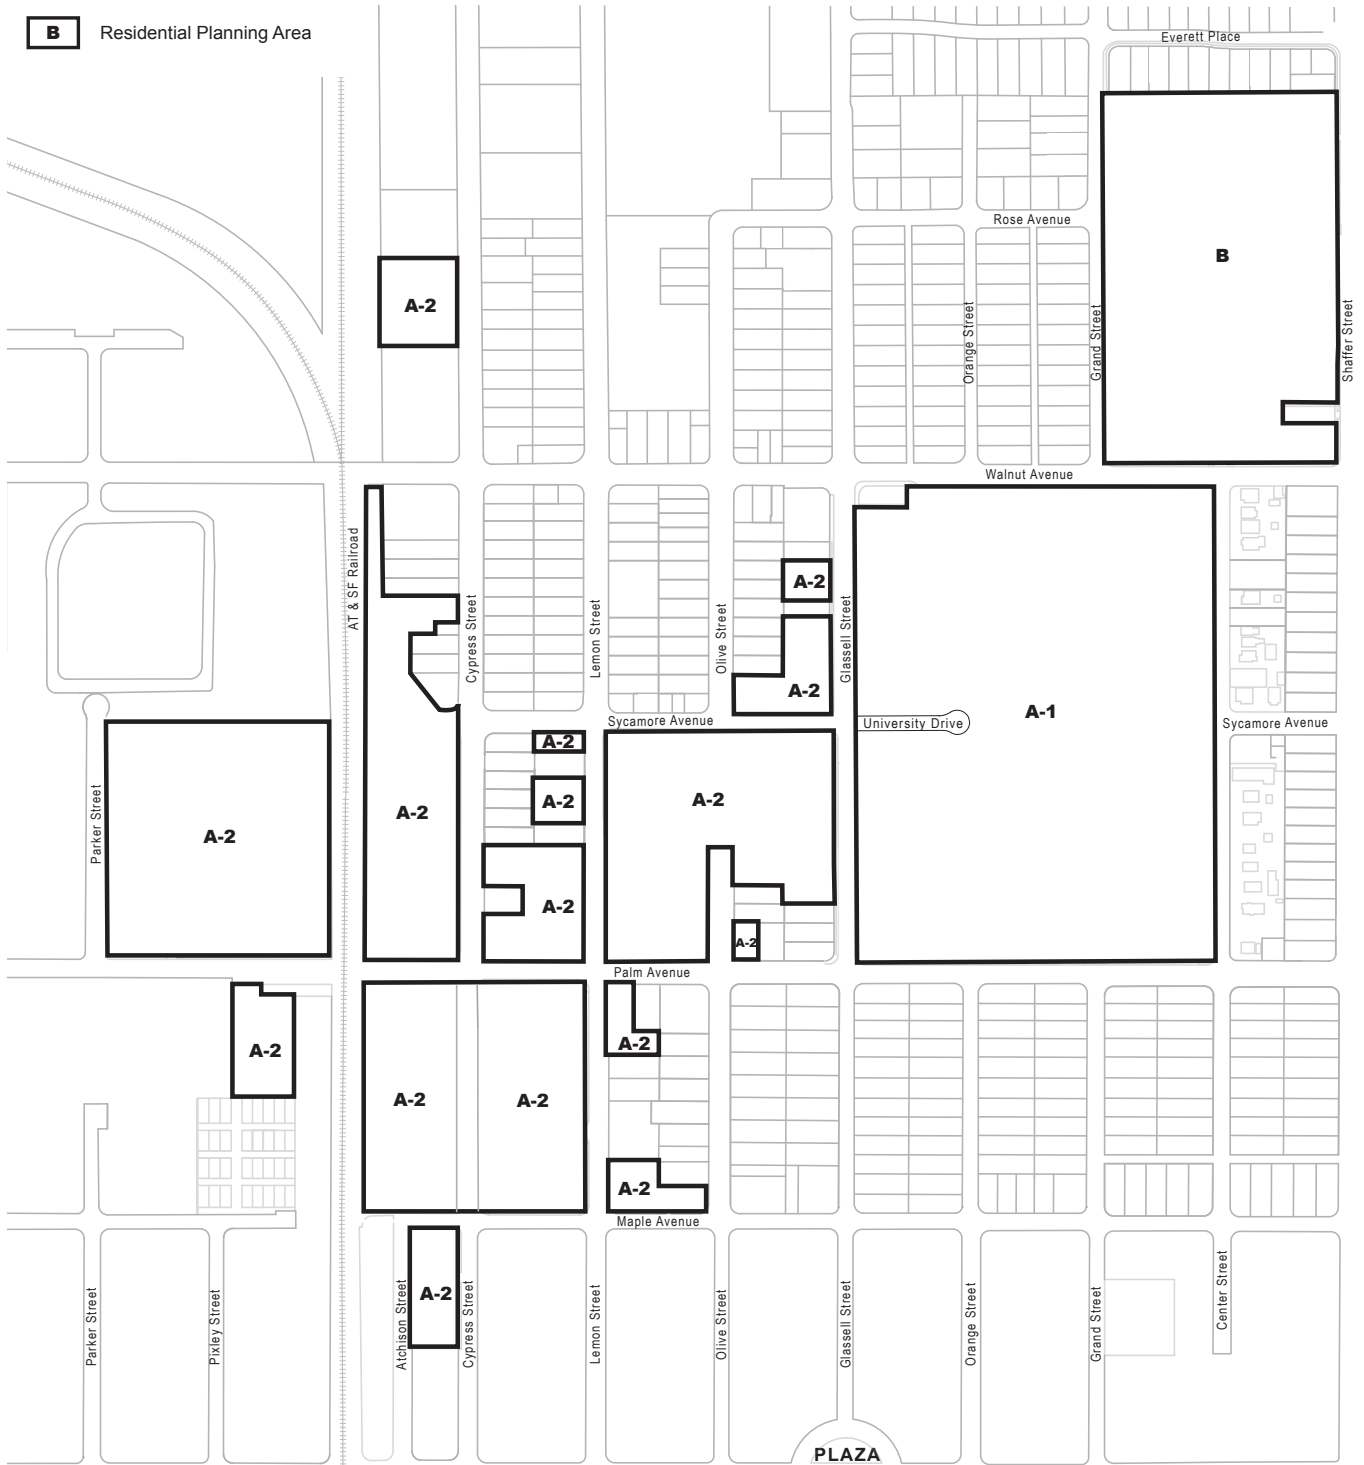 B Residential Planning Area
Everett Place
Rose Avenue
B
A-2
Orange Street
Grand Street
Shaffer Street
Walnut Avenue
AT & SF Railroad
Cypress Street
Lemon Street
Olive Street
A-2
Glassell Street
A-2
Sycamore Avenue
University Drive
A-1
Sycamore Avenue
A-2
A-2
A-2
A-2
Parker Street
A-2
A-2
A-2
Palm Avenue
A-2
A-2
A-2
A-2
A-2
A-2
Maple Avenue
Parker Street
Pixley Street
Atchison Street
A-2
Cypress Street
Lemon Street
Olive Street
Glassell Street
Orange Street
Grand Street
Center Street
PLAZA